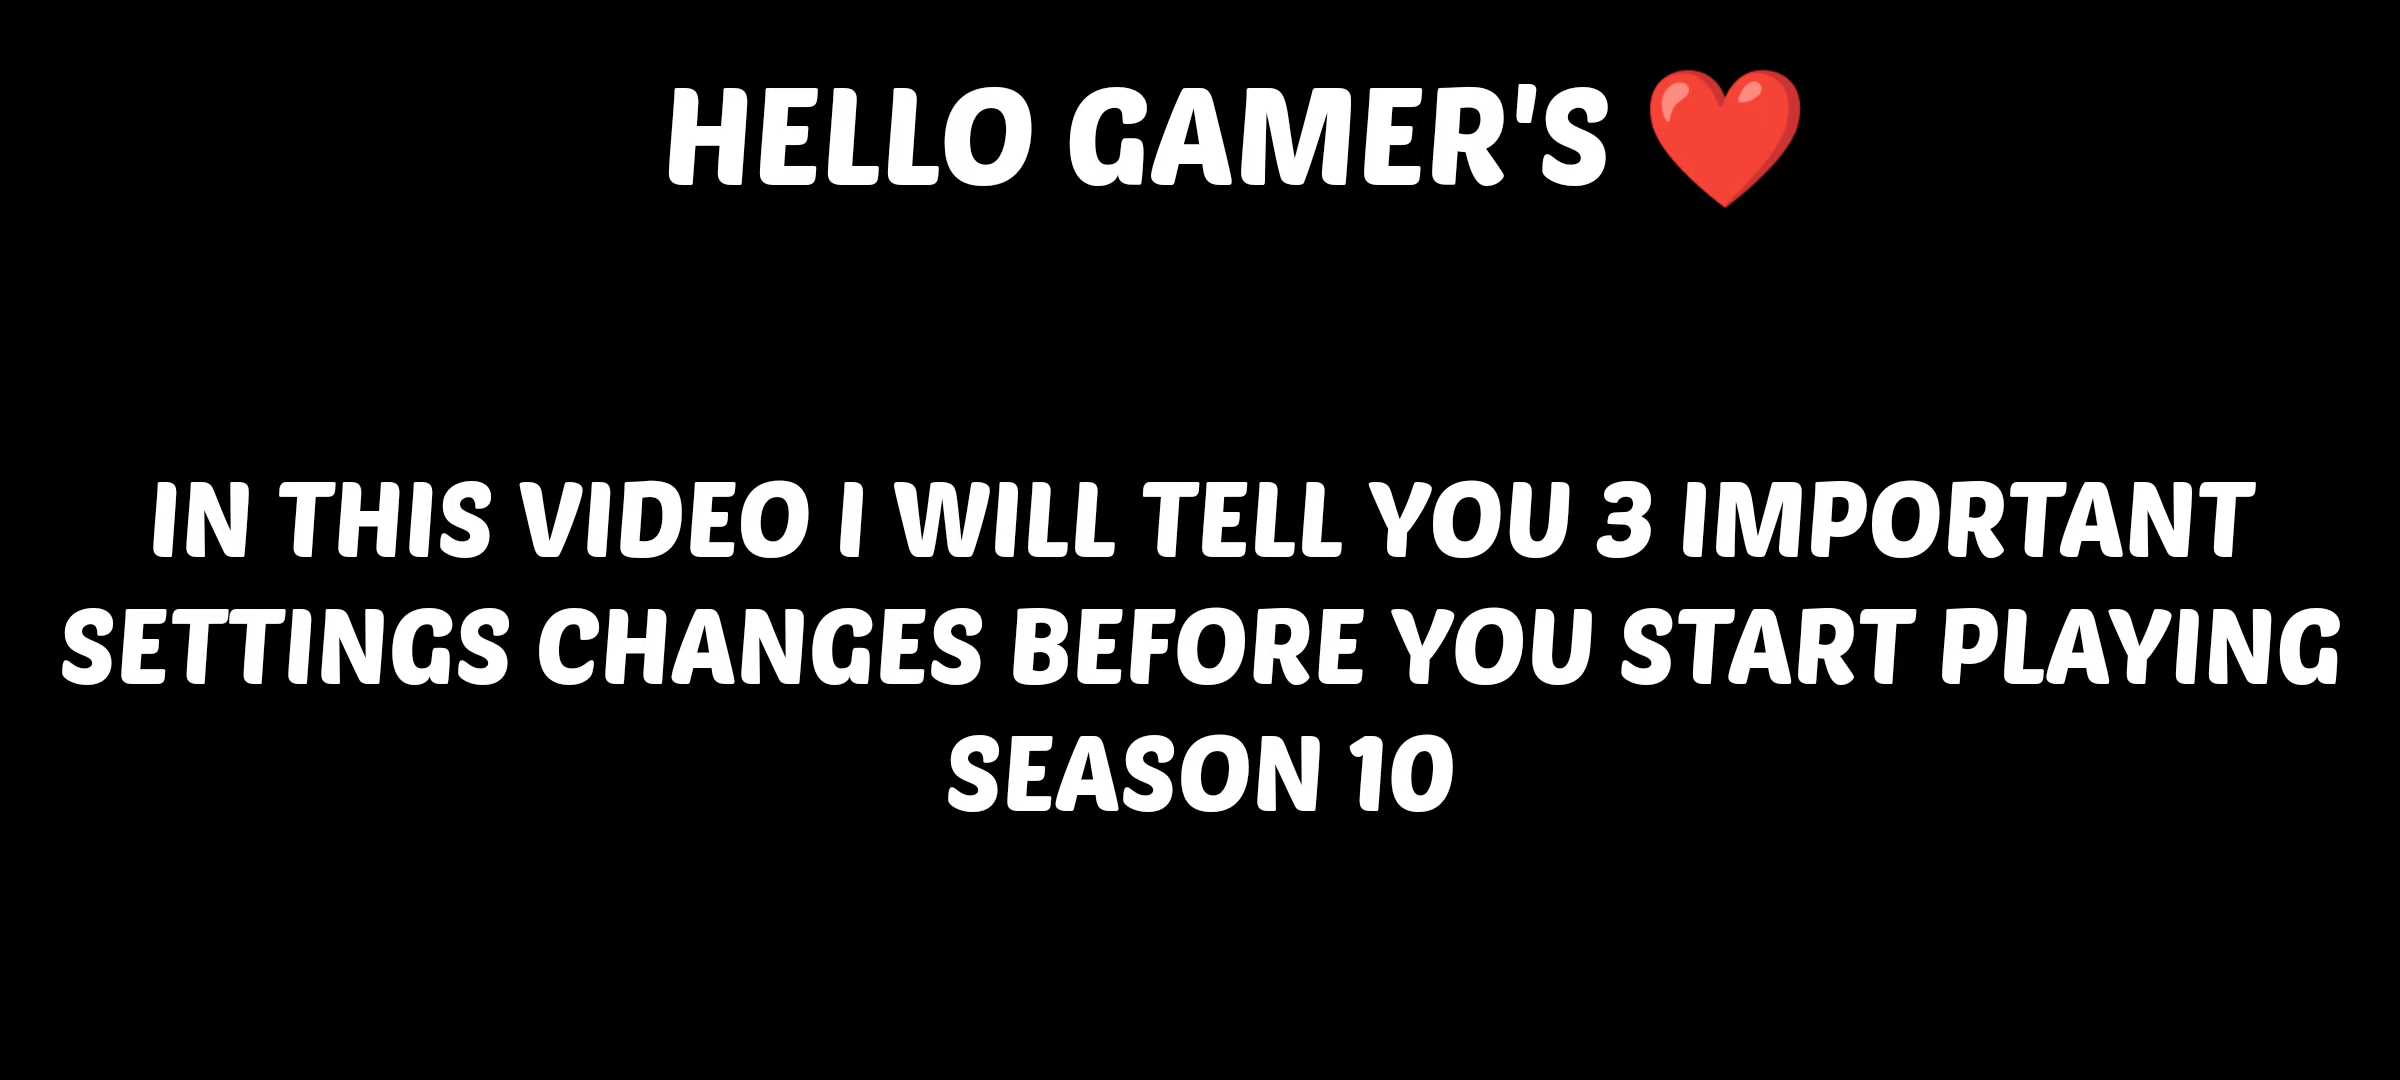 HELLO GAMER'S ❤️
IN THIS VIDEO I WILL TELL YOU 3 IMPORTANT
SETTINGS CHANGES BEFORE YOU START PLAYING
SEASON 10